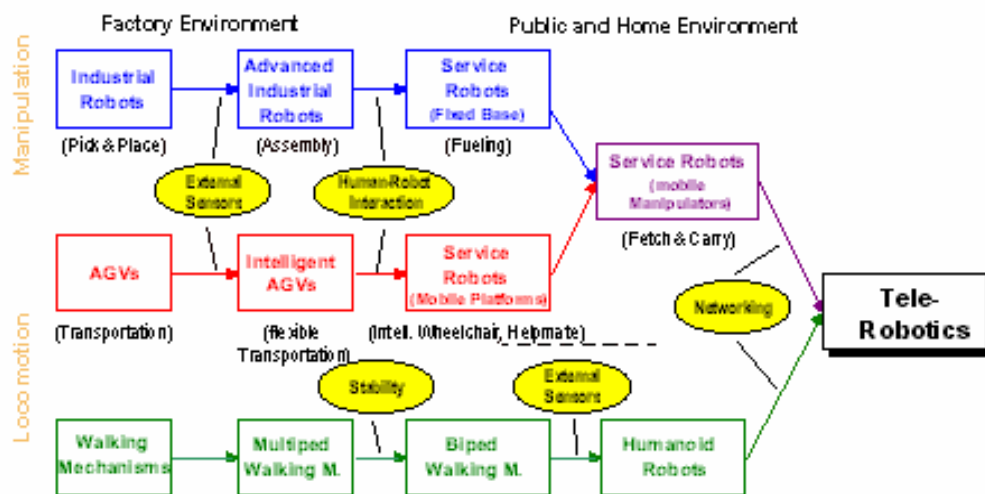 Factory Environment
Public and Home Environment
Manipulation
Industrial
Robots
(Pick & Place)
Advanced
Industrial
Robots
(Assembly)
Service
Robots
(Fixed Base)
(Fueling)
External
Sensors
Human-Robot
Interaction
Service Robots
(mobile
Manipulators)
(Fetch & Carry)
AGVs
(Transportation)
Intelligent
AGVs
(flexible
Transportation)
Service
Robots
(Mobile Platforms)
(Intell. Wheelchair, Helpmate)
Networking
Tele-
Robotics
Loco motion
Stability
External
Sensors
Walking
Mechanisms
Multiped
Walking M.
Biped
Walking M.
Humanoid
Robots